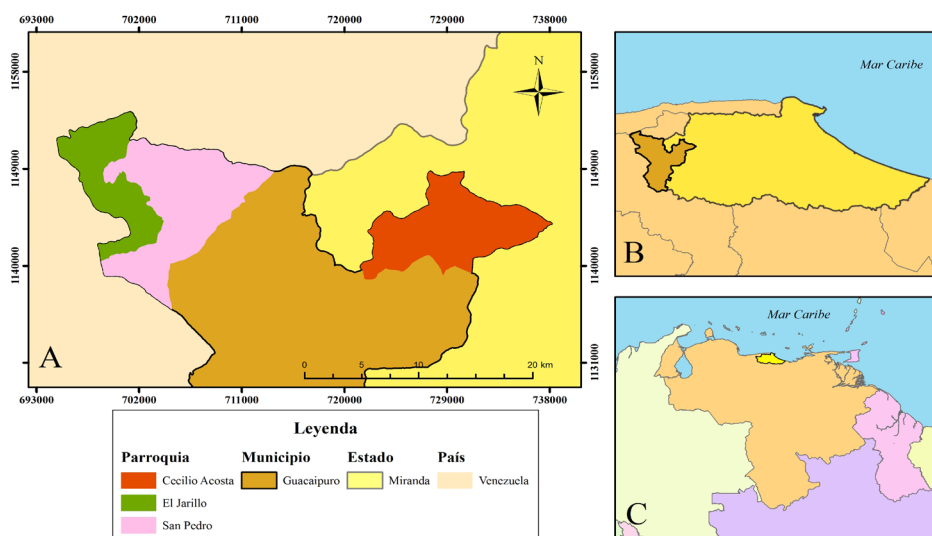 693000 702000 711000 720000 729000 738000
1158000 1158000
N
1149000 1149000
1140000 1140000
1131000 1131000
A
0 5 10 20 km
693000 702000 711000 720000 729000 738000
Leyenda
Parroquia Municipio Estado País
Cecilio Acosta Guacaipuro Miranda Venezuela
El Jarillo
San Pedro
Mar Caribe
B
Mar Caribe
C